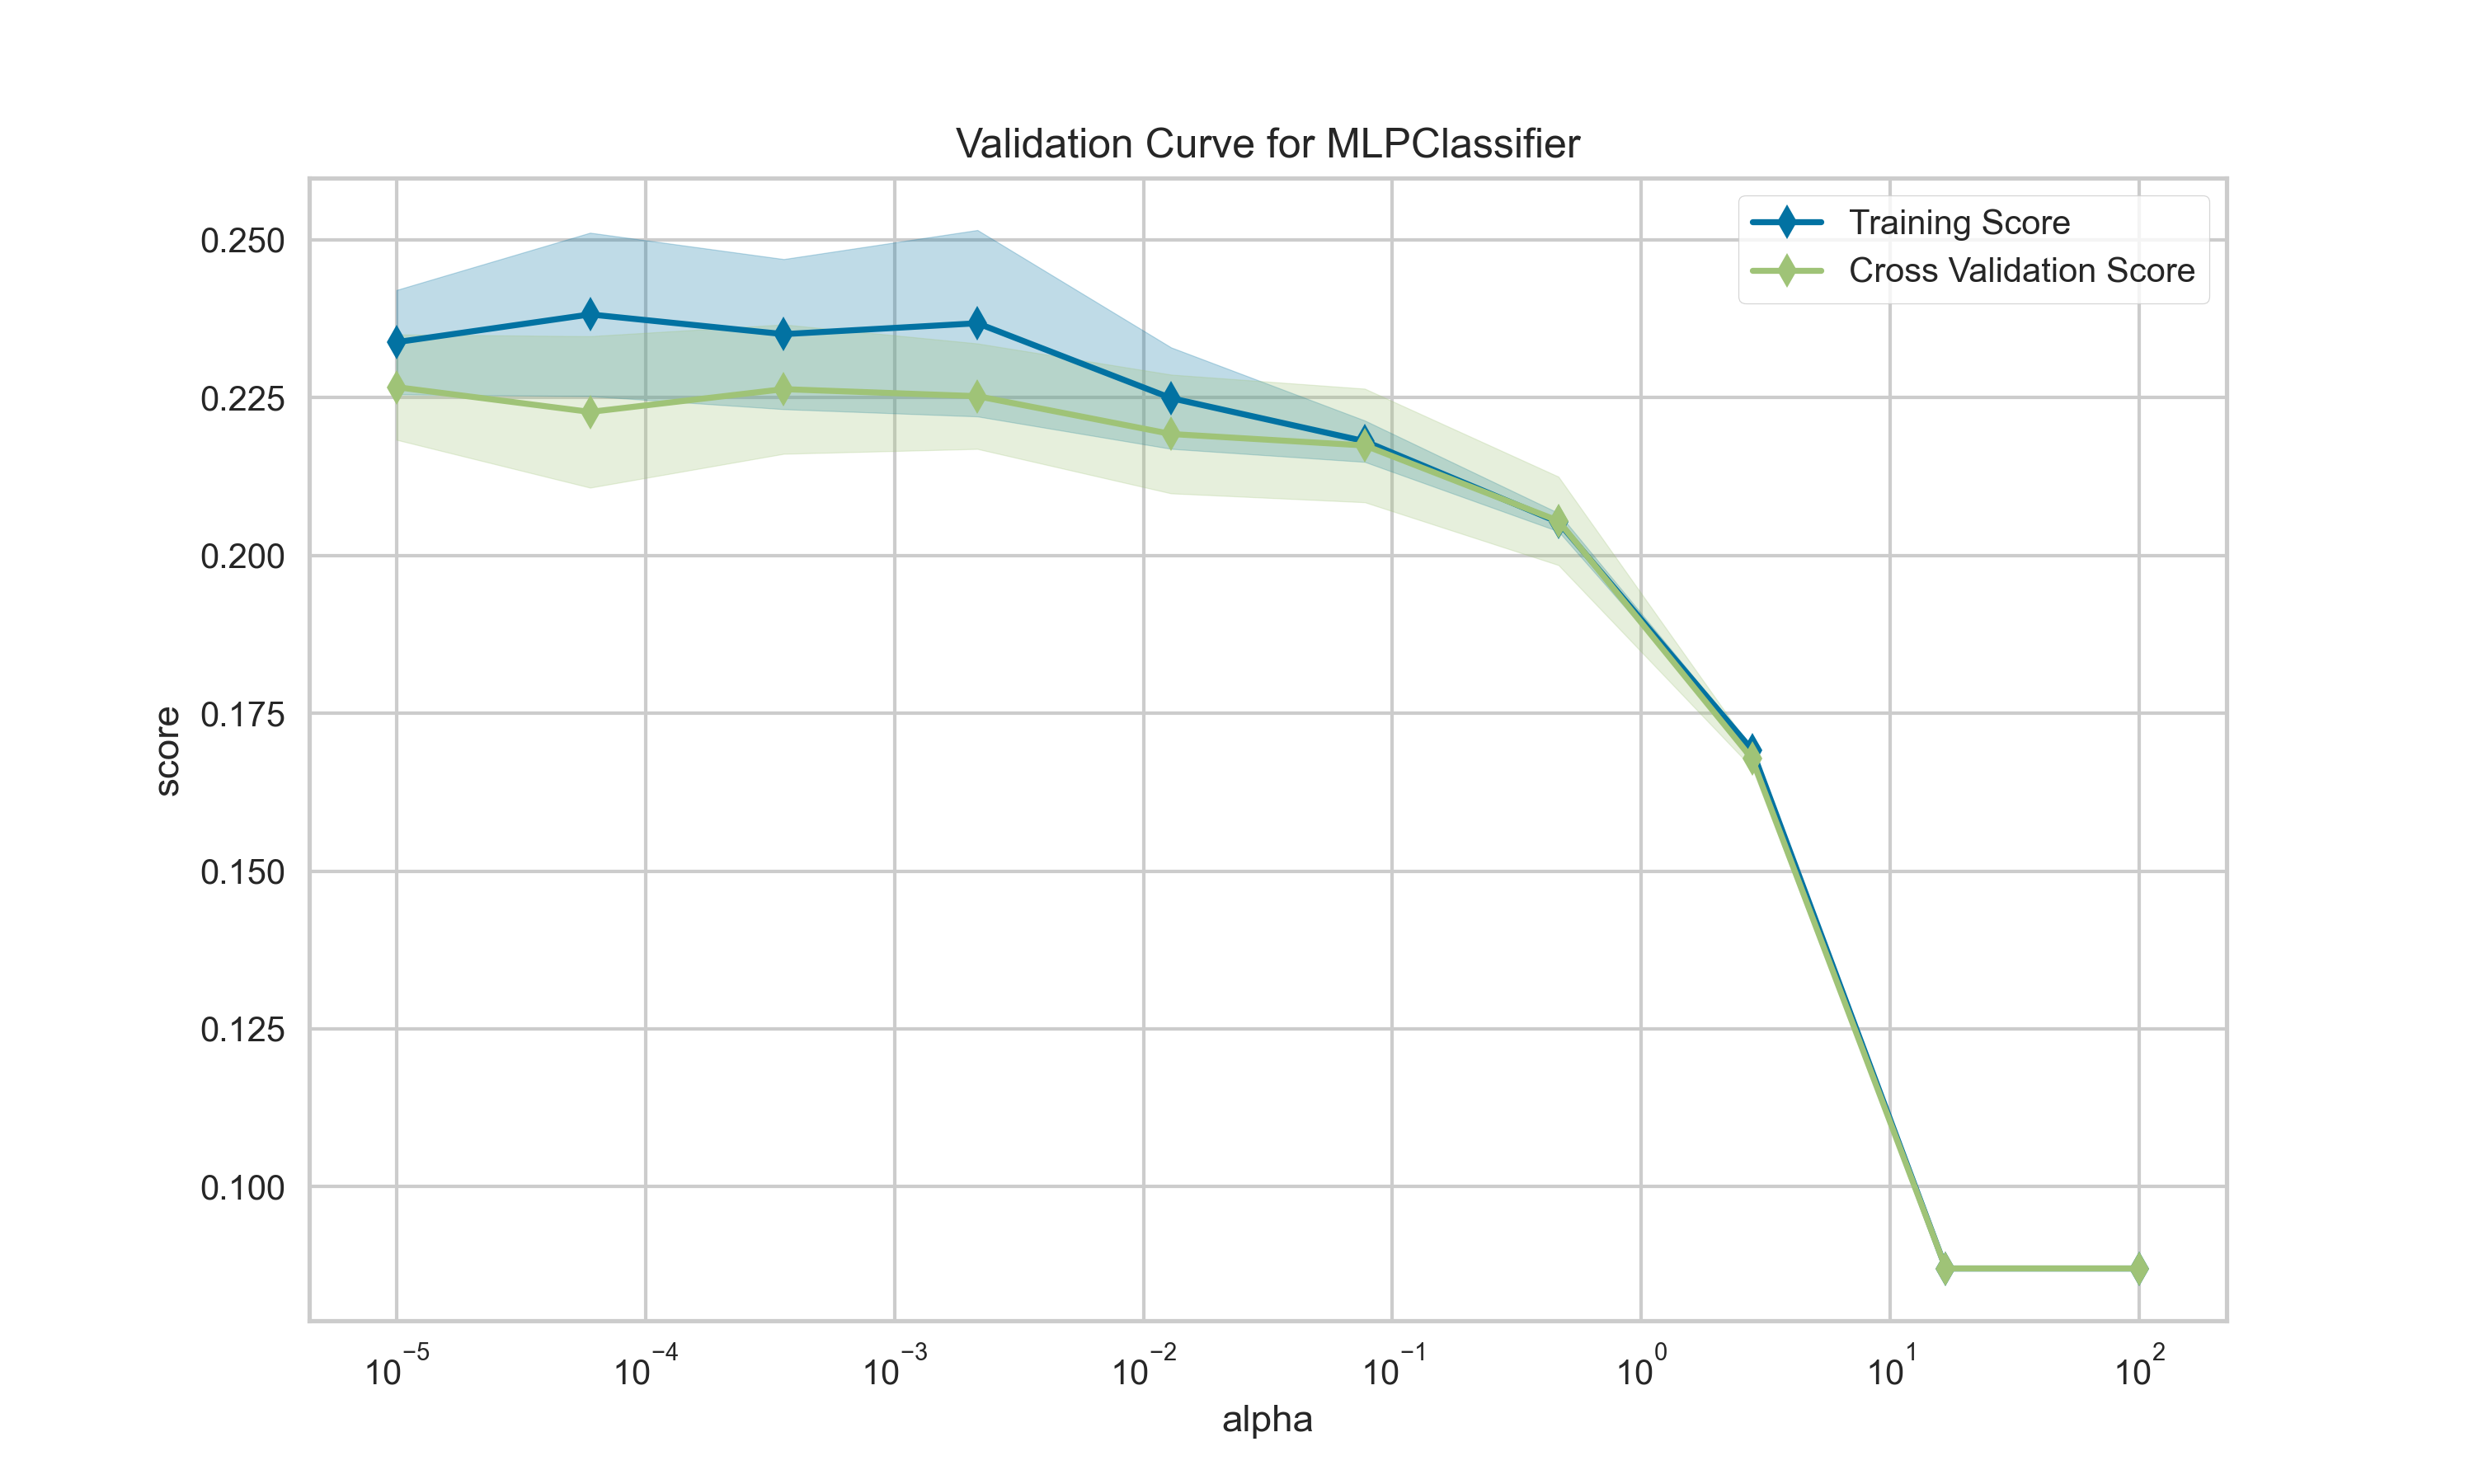 Validation Curve for MLPClassifier
Training Score
Cross Validation Score
0.250
0.225
0.200
0.175
0.150
0.125
0.100
score
10⁻⁵ 10⁻⁴ 10⁻³ 10⁻² 10⁻¹ 10⁰ 10¹ 10²
alpha